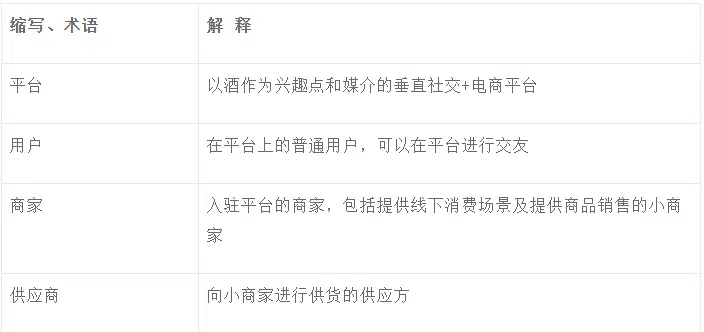 缩写、术语 解 释
平台 以酒作为兴趣点和媒介的垂直社交+电商平台
用户 在平台上的普通用户，可以在平台进行交友
商家 入驻平台的商家，包括提供线下消费场景及提供商品销售的小商
家
供应商 向小商家进行供货的供应方